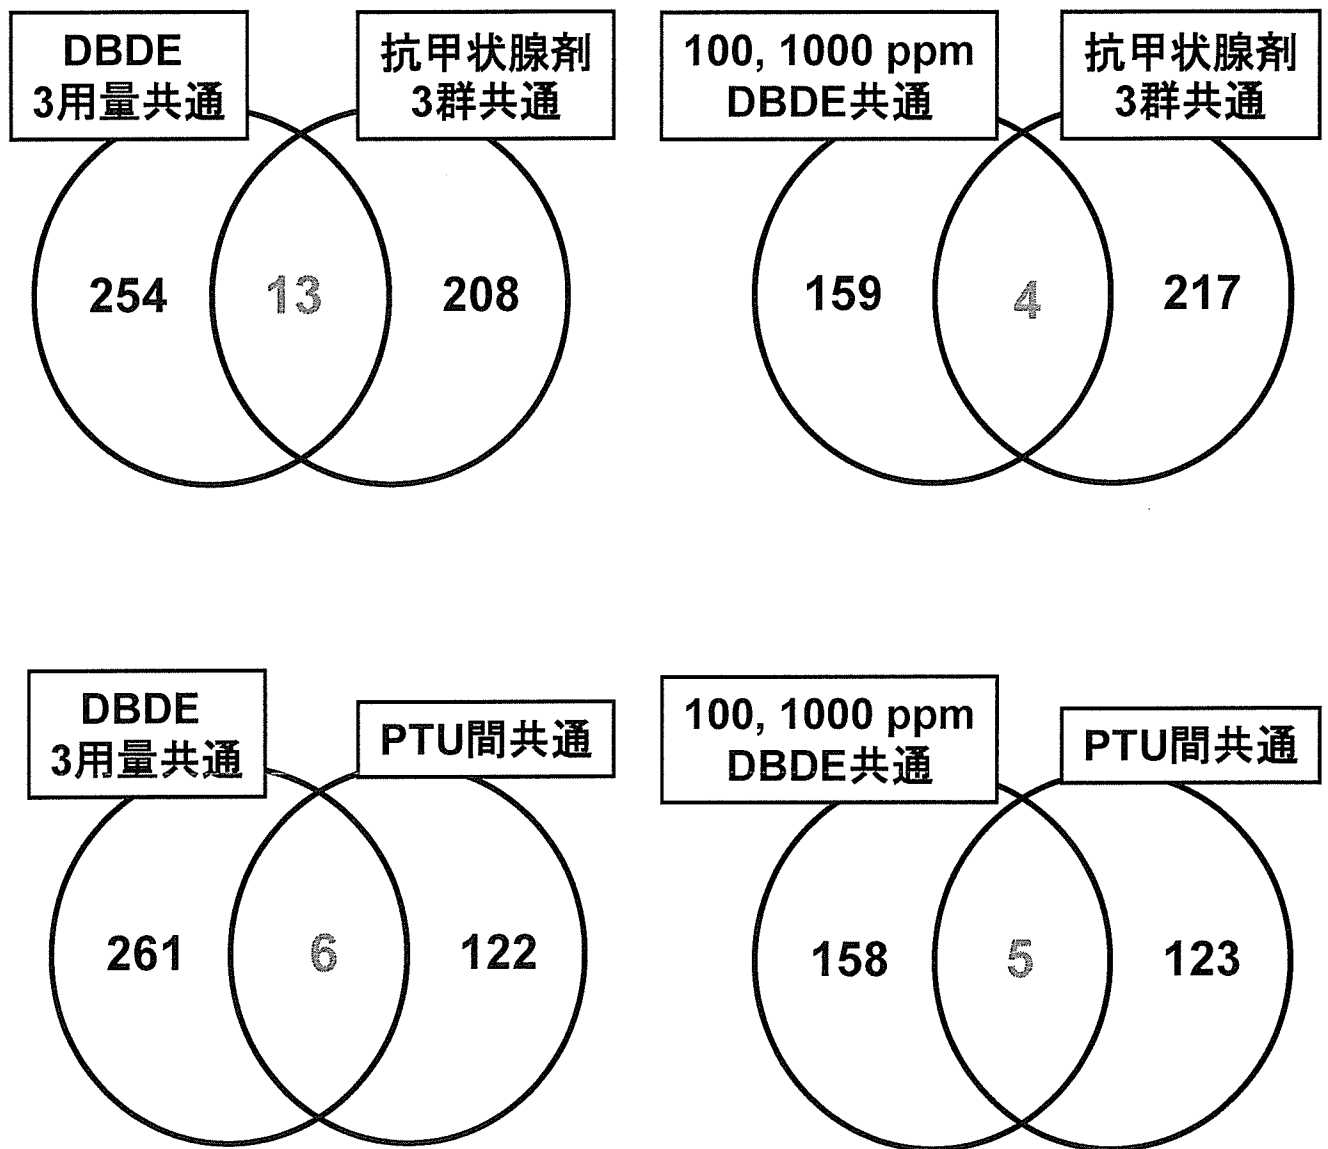 DBDE
3用量共通
抗甲状腺剤
3群共通
254
13
208
100, 1000 ppm
DBDE共通
抗甲状腺剤
3群共通
159
4
217
DBDE
3用量共通
PTU間共通
261
6
122
100, 1000 ppm
DBDE共通
PTU間共通
158
5
123